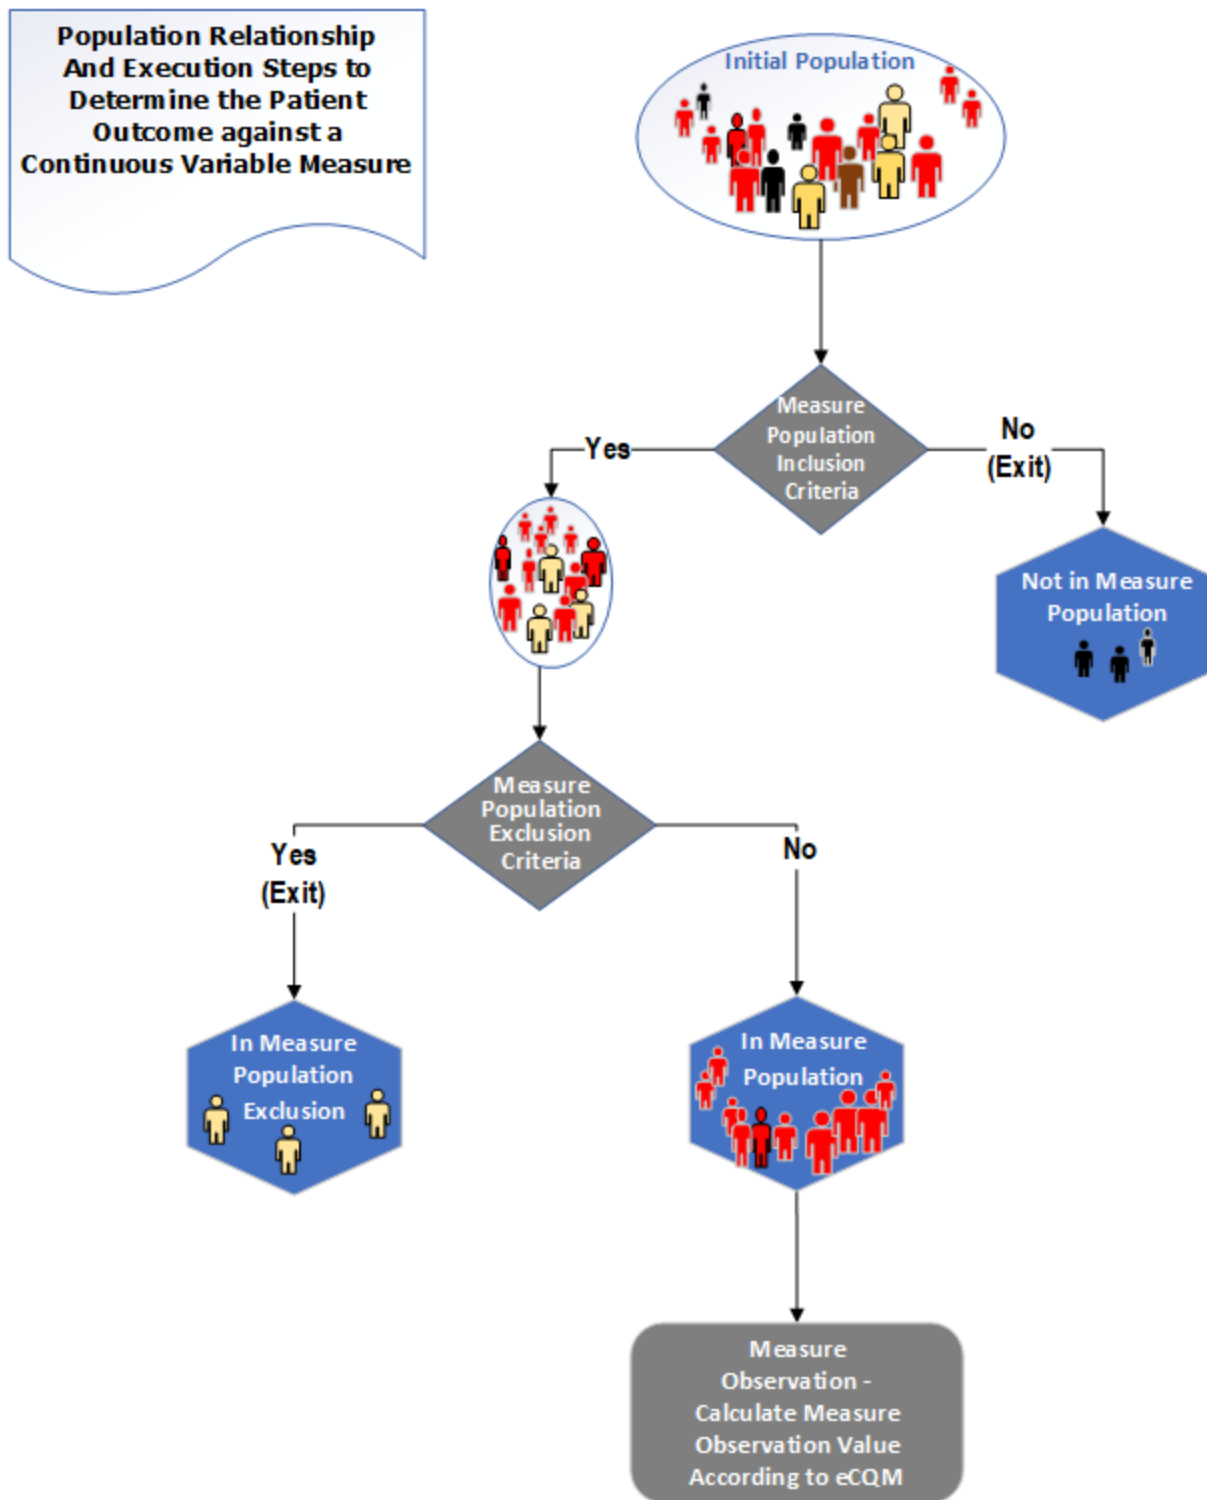 Population Relationship
And Execution Steps to
Determine the Patient
Outcome against a
Continuous Variable Measure
Initial Population
Measure
Population
Inclusion
Criteria
Yes
No
(Exit)
Not in Measure
Population
Measure
Population
Exclusion
Criteria
Yes
(Exit)
No
In Measure
Population
Exclusion
In Measure
Population
Measure
Observation -
Calculate Measure
Observation Value
According to eCQM